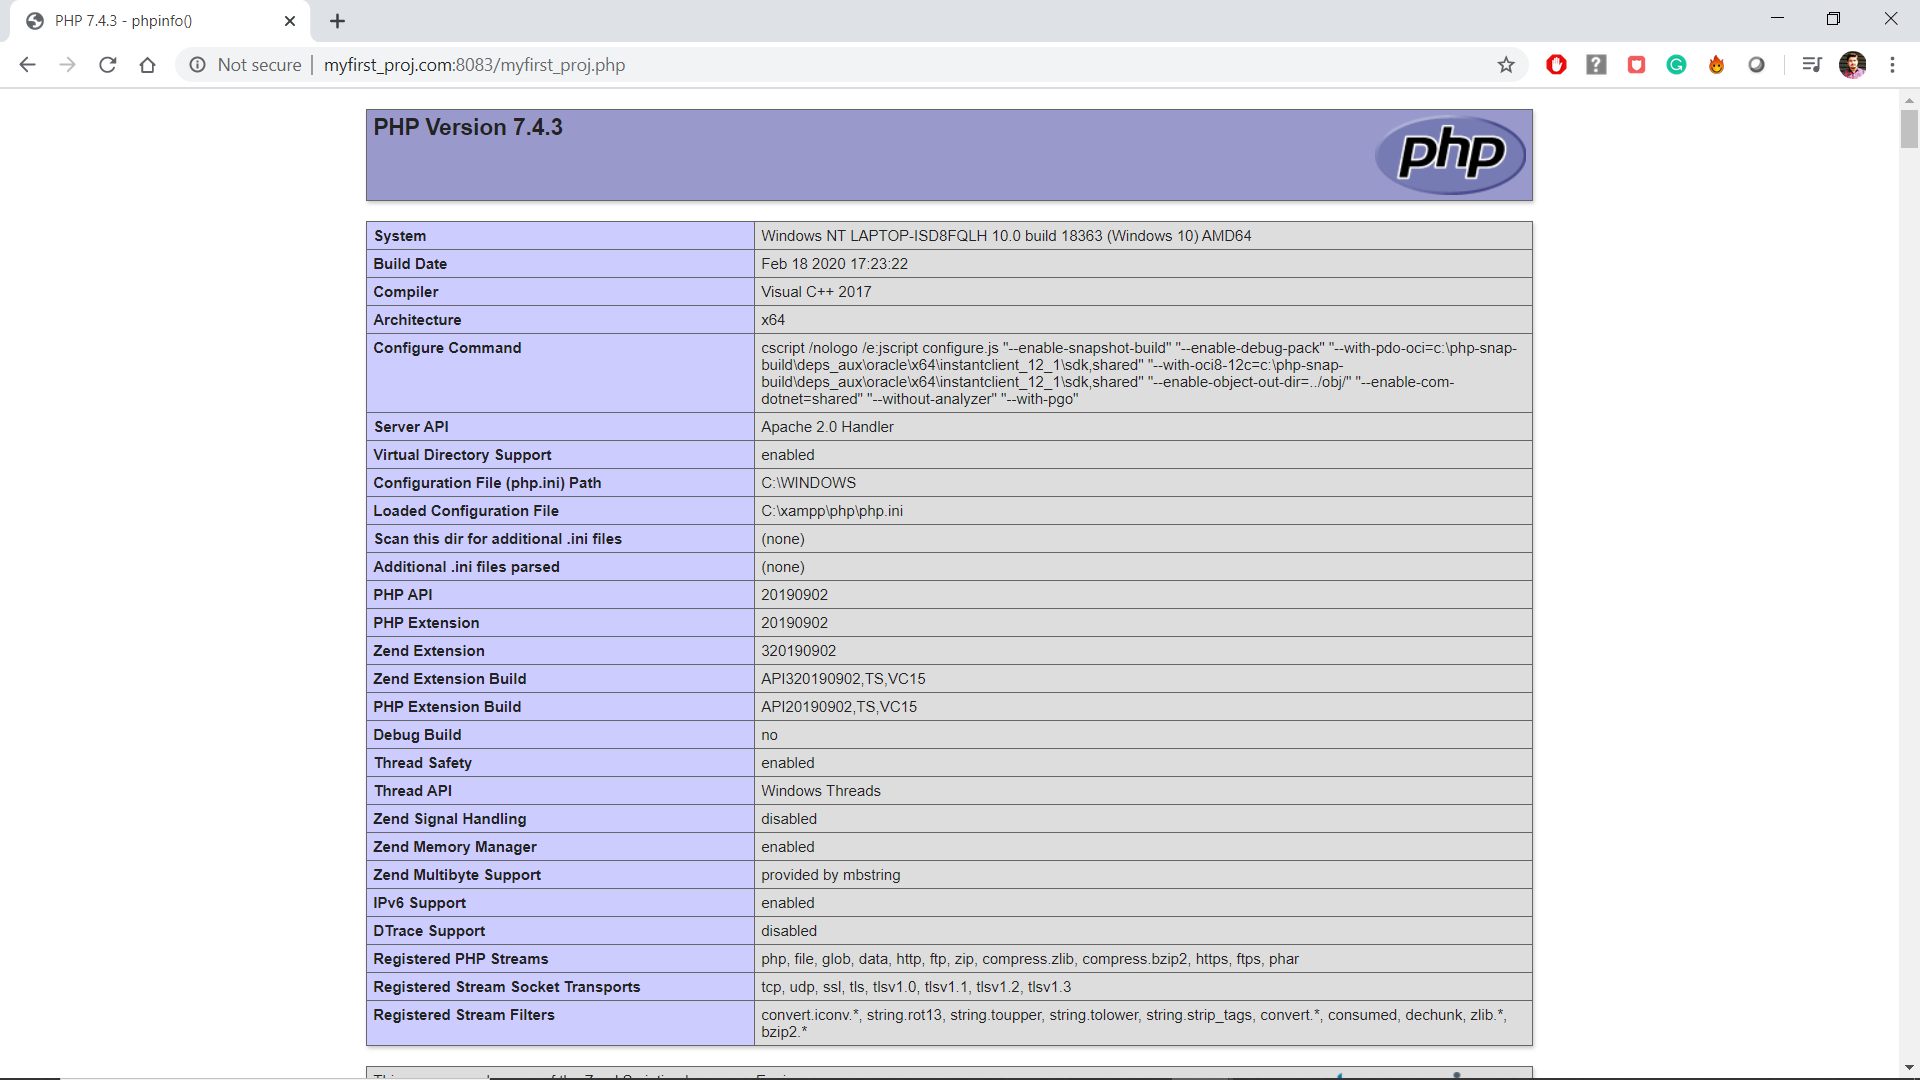 PHP 7.4.3 - phpinfo()
Not secure
myfirst_proj.com:8083/myfirst_proj.php
PHP Version 7.4.3
php
System Windows NT LAPTOP-ISD8FQLH 10.0 build 18363 (Windows 10) AMD64
Build Date Feb 18 2020 17:23:22
Compiler Visual C++ 2017
Architecture x64
Configure Command cscript /nologo /e:jscript configure.js "--enable-snapshot-build" "--enable-debug-pack" "--with-pdo-oci=c:\php-snap-
build\deps_aux\oracle\x64\instantclient_12_1\sdk,shared" "--with-oci8-12c=c:\php-snap-
build\deps_aux\oracle\x64\instantclient_12_1\sdk,shared" "--enable-object-out-dir=../obj/" "--enable-com-
dotnet=shared" "--without-analyzer" "--with-pgo"
Server API Apache 2.0 Handler
Virtual Directory Support enabled
Configuration File (php.ini) Path C:\WINDOWS
Loaded Configuration File C:\xampp\php\php.ini
Scan this dir for additional .ini files (none)
Additional .ini files parsed (none)
PHP API 20190902
PHP Extension 20190902
Zend Extension 320190902
Zend Extension Build API320190902,TS,VC15
PHP Extension Build API20190902,TS,VC15
Debug Build no
Thread Safety enabled
Thread API Windows Threads
Zend Signal Handling disabled
Zend Memory Manager enabled
Zend Multibyte Support provided by mbstring
IPv6 Support enabled
DTrace Support disabled
Registered PHP Streams php, file, glob, data, http, ftp, zip, compress.zlib, compress.bzip2, https, ftps, phar
Registered Stream Socket Transports tcp, udp, ssl, tls, tlsv1.0, tlsv1.1, tlsv1.2, tlsv1.3
Registered Stream Filters convert.iconv.*, string.rot13, string.toupper, string.tolower, string.strip_tags, convert.*, consumed, dechunk, zlib.*,
bzip2.*